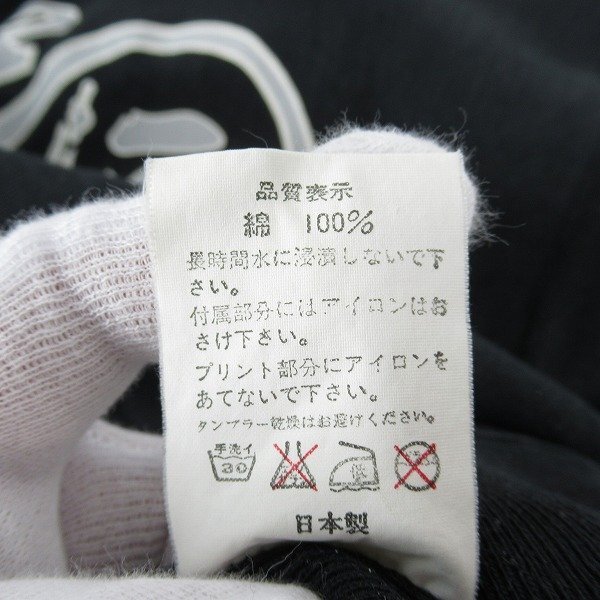 品質表示
綿 100%
長時間水に浸漬しないで下
さい。
付属部分にはアイロンはお
さけ下さい。
プリント部分にアイロンを
あてないで下さい。
タンブラー乾燥はお避けください。
手洗イ
30
低
日本製